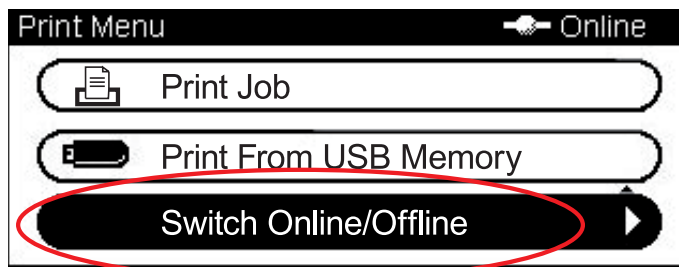 Print Menu Online
Print Job
Print From USB Memory
Switch Online/Offline